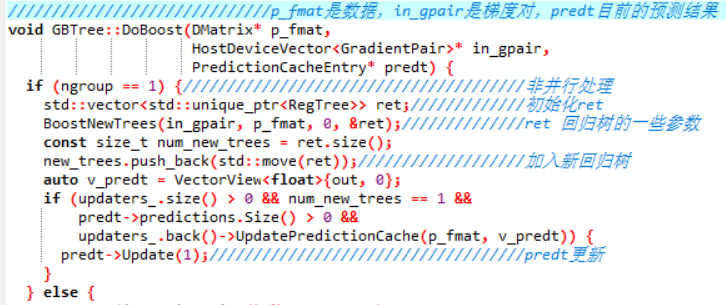 //////////////////////////////p_fmat是数据，in_gpair是梯度对，predt目前的预测结果
void GBTree::DoBoost(DMatrix* p_fmat,
HostDeviceVector<GradientPair>* in_gpair,
PredictionCacheEntry* predt) {
if (ngroup == 1) {///////////////////////////////////////非并行处理
std::vector<std::unique_ptr<RegTree>> ret;/////////////初始化ret
BoostNewTrees(in_gpair, p_fmat, 0, &ret);//////////////ret 回归树的一些参数
const size_t num_new_trees = ret.size();
new_trees.push_back(std::move(ret));///////////////////加入新回归树
auto v_predt = VectorView<float>{out, 0};
if (updaters_.size() > 0 && num_new_trees == 1 &&
predt->predictions.Size() > 0 &&
updaters_.back()->UpdatePredictionCache(p_fmat, v_predt)) {
predt->Update(1);////////////////////////////////////predt更新
}
} else {